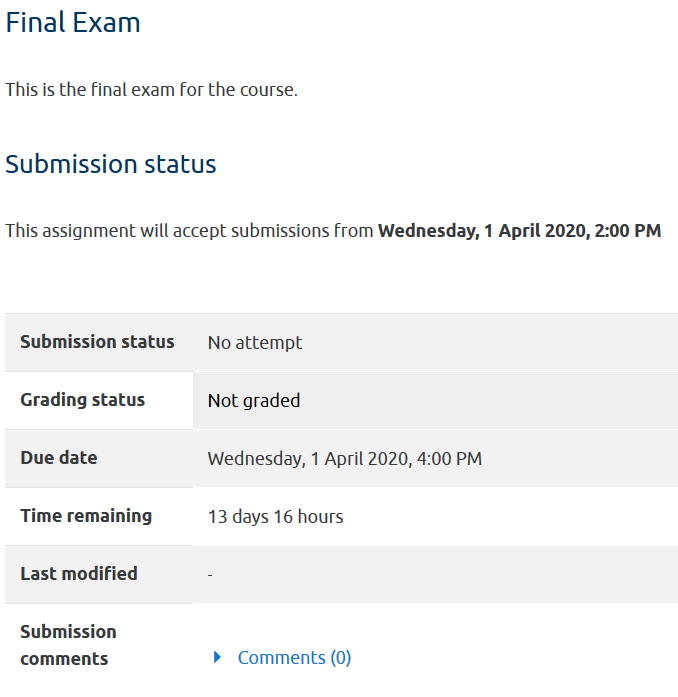 Final Exam
This is the final exam for the course.
Submission status
This assignment will accept submissions from Wednesday, 1 April 2020, 2:00 PM
Submission status No attempt
Grading status Not graded
Due date Wednesday, 1 April 2020, 4:00 PM
Time remaining 13 days 16 hours
Last modified -
Submission
comments Comments (0)